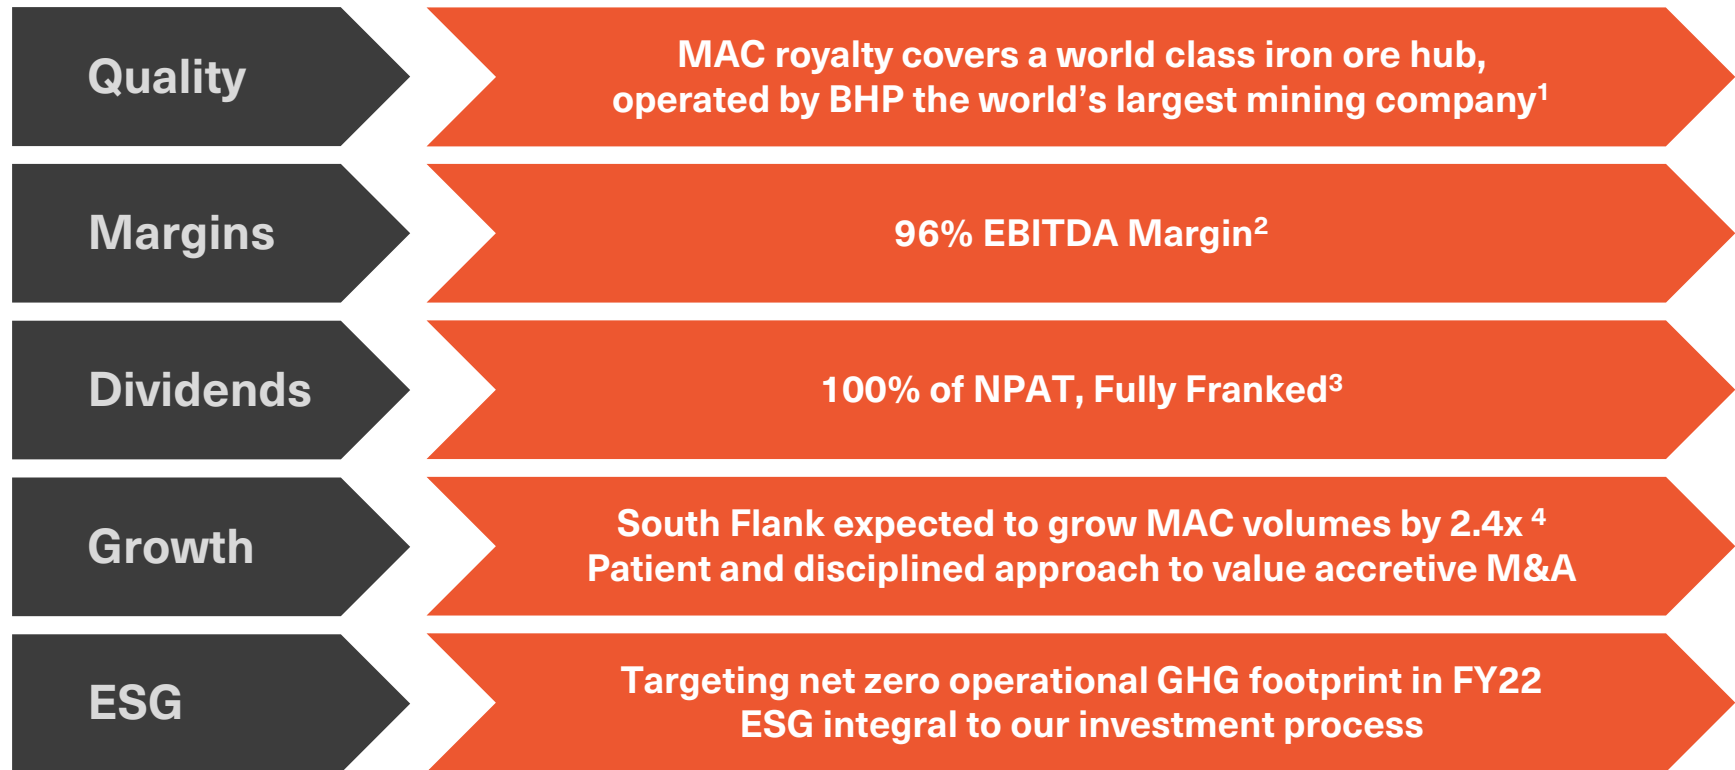 Quality
MAC royalty covers a world class iron ore hub,
operated by BHP the world’s largest mining company¹
Margins
96% EBITDA Margin²
Dividends
100% of NPAT, Fully Franked³
Growth
South Flank expected to grow MAC volumes by 2.4x ⁴
Patient and disciplined approach to value accretive M&A
ESG
Targeting net zero operational GHG footprint in FY22
ESG integral to our investment process